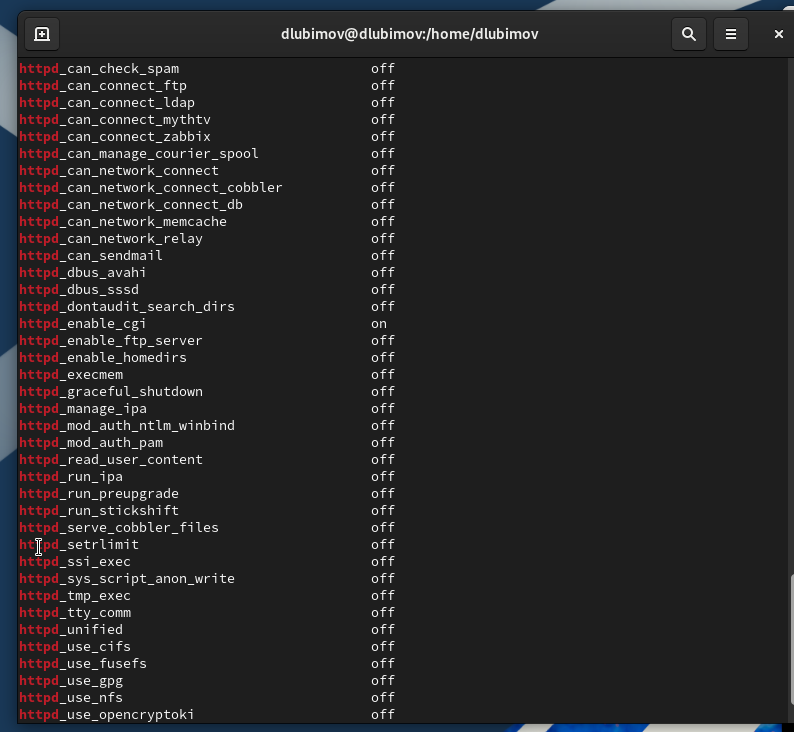 dlubimov@dlubimov:/home/dlubimov
httpd_can_check_spam off
httpd_can_connect_ftp off
httpd_can_connect_ldap off
httpd_can_connect_mythtv off
httpd_can_connect_zabbix off
httpd_can_manage_courier_spool off
httpd_can_network_connect off
httpd_can_network_connect_cobbler off
httpd_can_network_connect_db off
httpd_can_network_memcache off
httpd_can_network_relay off
httpd_can_sendmail off
httpd_dbus_avahi off
httpd_dbus_sssd off
httpd_dontaudit_search_dirs off
httpd_enable_cgi on
httpd_enable_ftp_server off
httpd_enable_homedirs off
httpd_execmem off
httpd_graceful_shutdown off
httpd_manage_ipa off
httpd_mod_auth_ntlm_winbind off
httpd_mod_auth_pam off
httpd_read_user_content off
httpd_run_ipa off
httpd_run_preupgrade off
httpd_run_stickshift off
httpd_serve_cobbler_files off
httpd_setrlimit off
httpd_ssi_exec off
httpd_sys_script_anon_write off
httpd_tmp_exec off
httpd_tty_comm off
httpd_unified off
httpd_use_cifs off
httpd_use_fusefs off
httpd_use_gpg off
httpd_use_nfs off
httpd_use_opencryptoki off